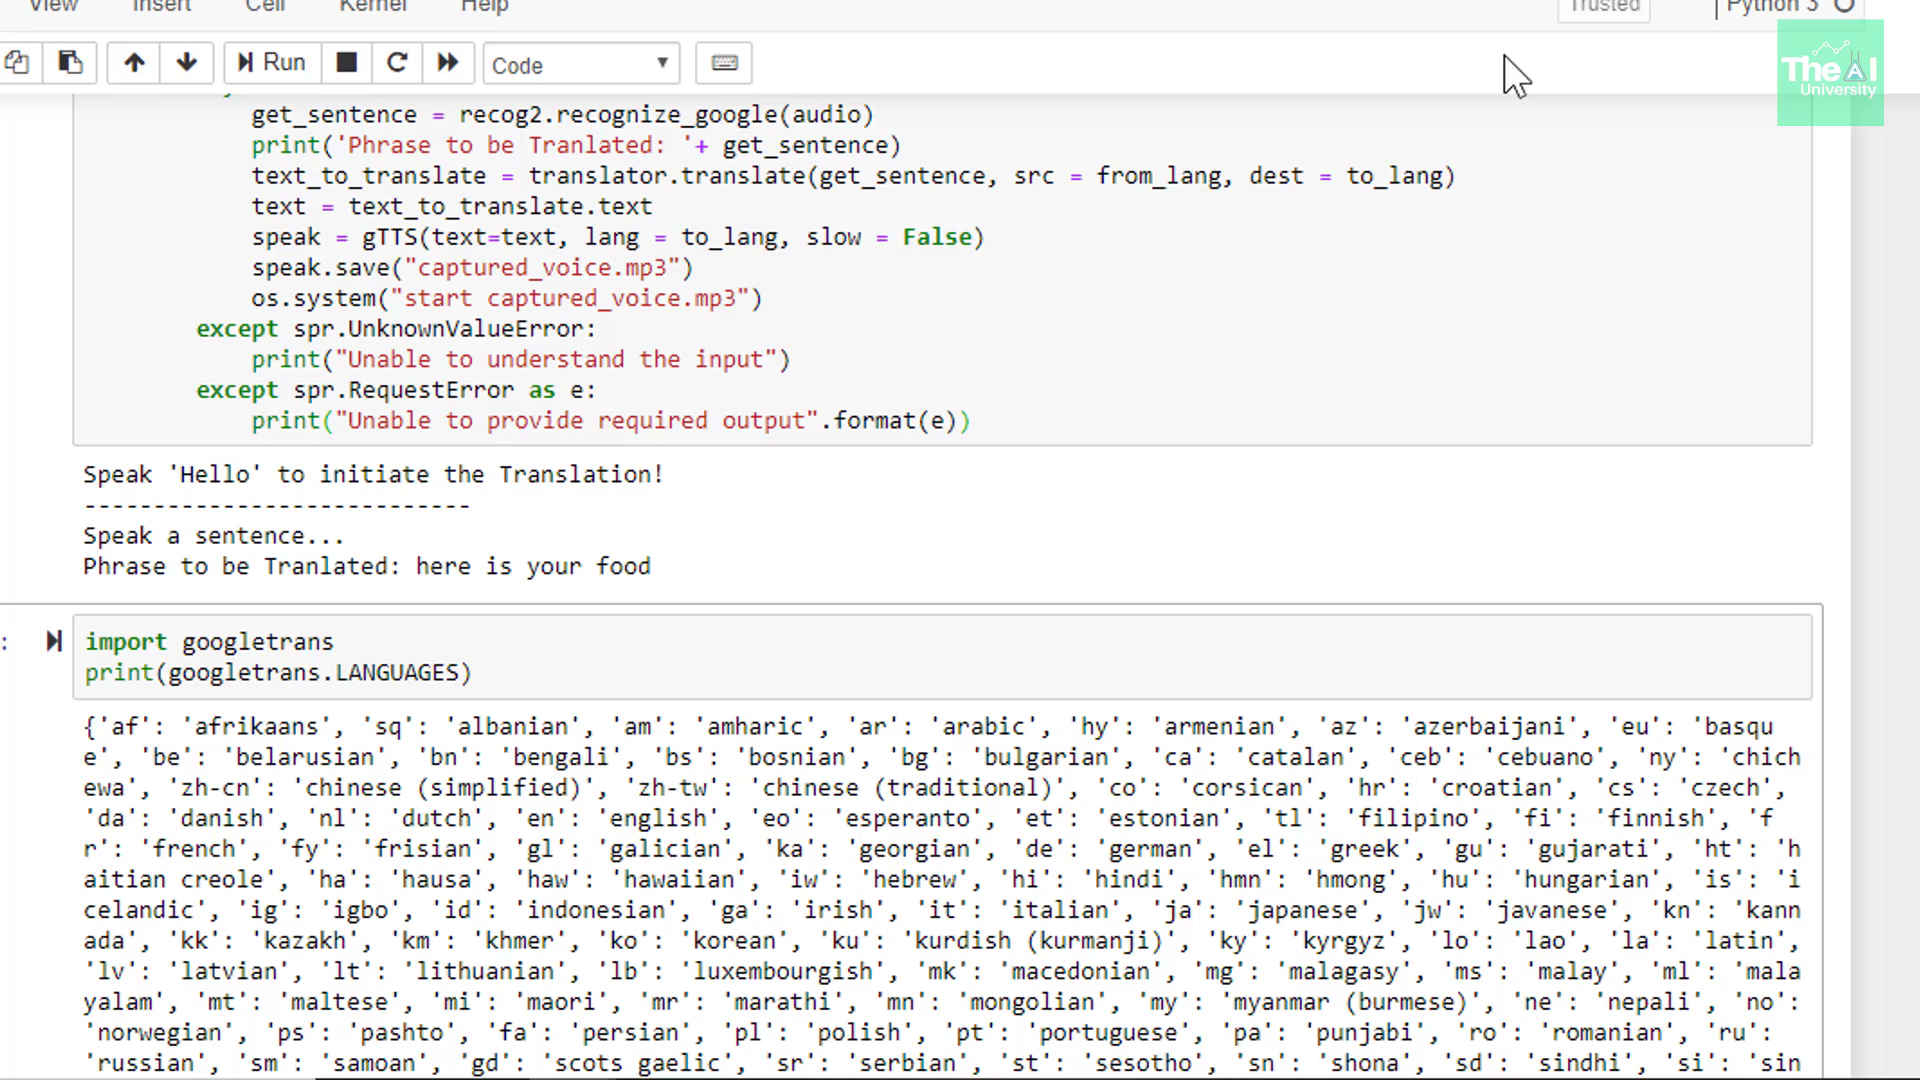 View Insert Cell Kernel Help Trusted Python 3
Run Code
The AI
University
get_sentence = recog2.recognize_google(audio)
print('Phrase to be Tranlated: '+ get_sentence)
text_to_translate = translator.translate(get_sentence, src = from_lang, dest = to_lang)
text = text_to_translate.text
speak = gTTS(text=text, lang = to_lang, slow = False)
speak.save("captured_voice.mp3")
os.system("start captured_voice.mp3")
except spr.UnknownValueError:
print("Unable to understand the input")
except spr.RequestError as e:
print("Unable to provide required output".format(e))
Speak 'Hello' to initiate the Translation!
----------------------------
Speak a sentence...
Phrase to be Tranlated: here is your food
:
import googletrans
print(googletrans.LANGUAGES)
{'af': 'afrikaans', 'sq': 'albanian', 'am': 'amharic', 'ar': 'arabic', 'hy': 'armenian', 'az': 'azerbaijani', 'eu': 'basqu
e', 'be': 'belarusian', 'bn': 'bengali', 'bs': 'bosnian', 'bg': 'bulgarian', 'ca': 'catalan', 'ceb': 'cebuano', 'ny': 'chich
ewa', 'zh-cn': 'chinese (simplified)', 'zh-tw': 'chinese (traditional)', 'co': 'corsican', 'hr': 'croatian', 'cs': 'czech',
'da': 'danish', 'nl': 'dutch', 'en': 'english', 'eo': 'esperanto', 'et': 'estonian', 'tl': 'filipino', 'fi': 'finnish', 'f
r': 'french', 'fy': 'frisian', 'gl': 'galician', 'ka': 'georgian', 'de': 'german', 'el': 'greek', 'gu': 'gujarati', 'ht': 'h
aitian creole', 'ha': 'hausa', 'haw': 'hawaiian', 'iw': 'hebrew', 'hi': 'hindi', 'hmn': 'hmong', 'hu': 'hungarian', 'is': 'i
celandic', 'ig': 'igbo', 'id': 'indonesian', 'ga': 'irish', 'it': 'italian', 'ja': 'japanese', 'jw': 'javanese', 'kn': 'kann
ada', 'kk': 'kazakh', 'km': 'khmer', 'ko': 'korean', 'ku': 'kurdish (kurmanji)', 'ky': 'kyrgyz', 'lo': 'lao', 'la': 'latin',
'lv': 'latvian', 'lt': 'lithuanian', 'lb': 'luxembourgish', 'mk': 'macedonian', 'mg': 'malagasy', 'ms': 'malay', 'ml': 'mala
yalam', 'mt': 'maltese', 'mi': 'maori', 'mr': 'marathi', 'mn': 'mongolian', 'my': 'myanmar (burmese)', 'ne': 'nepali', 'no':
'norwegian', 'ps': 'pashto', 'fa': 'persian', 'pl': 'polish', 'pt': 'portuguese', 'pa': 'punjabi', 'ro': 'romanian', 'ru':
'russian', 'sm': 'samoan', 'gd': 'scots gaelic', 'sr': 'serbian', 'st': 'sesotho', 'sn': 'shona', 'sd': 'sindhi', 'si': 'sin